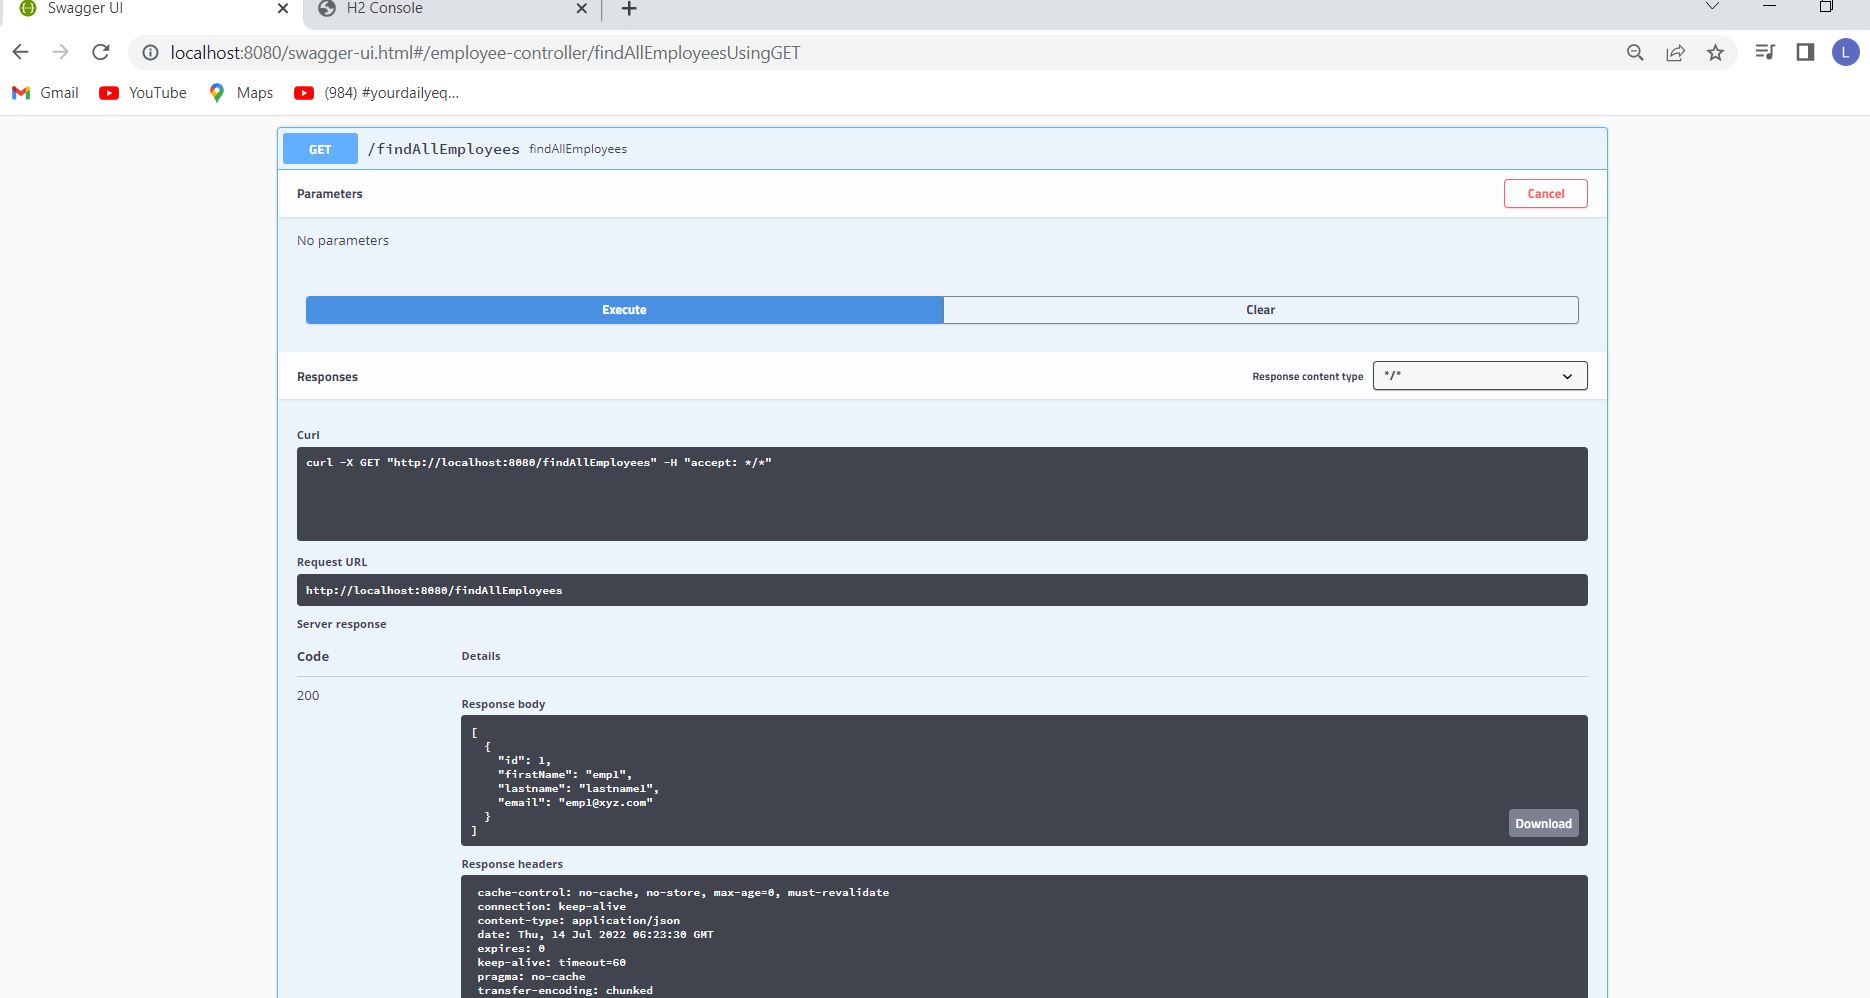 Swagger UI
H2 Console
localhost:8080/swagger-ui.html#/employee-controller/findAllEmployeesUsingGET
L
Gmail
YouTube
Maps
(984) #yourdailyeq...
GET /findAllEmployees findAllEmployees
Parameters
Cancel
No parameters
Execute
Clear
Responses
Response content type
*/*
Curl
curl -X GET "http://localhost:8080/findAllEmployees" -H "accept: */*"
Request URL
http://localhost:8080/findAllEmployees
Server response
Code
Details
200
Response body
[
{
"id": 1,
"firstName": "emp1",
"lastname": "lastname1",
"email": "emp1@xyz.com"
}
]
Download
Response headers
cache-control: no-cache, no-store, max-age=0, must-revalidate
connection: keep-alive
content-type: application/json
date: Thu, 14 Jul 2022 06:23:30 GMT
expires: 0
keep-alive: timeout=60
pragma: no-cache
transfer-encoding: chunked